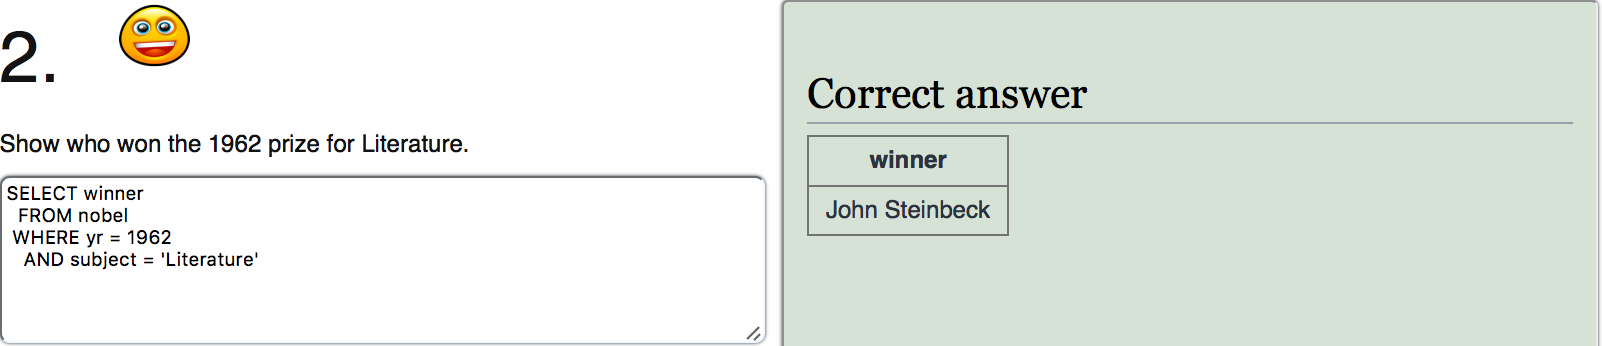 2.
Show who won the 1962 prize for Literature.
SELECT winner
FROM nobel
WHERE yr = 1962
AND subject = 'Literature'
Correct answer
winner
John Steinbeck